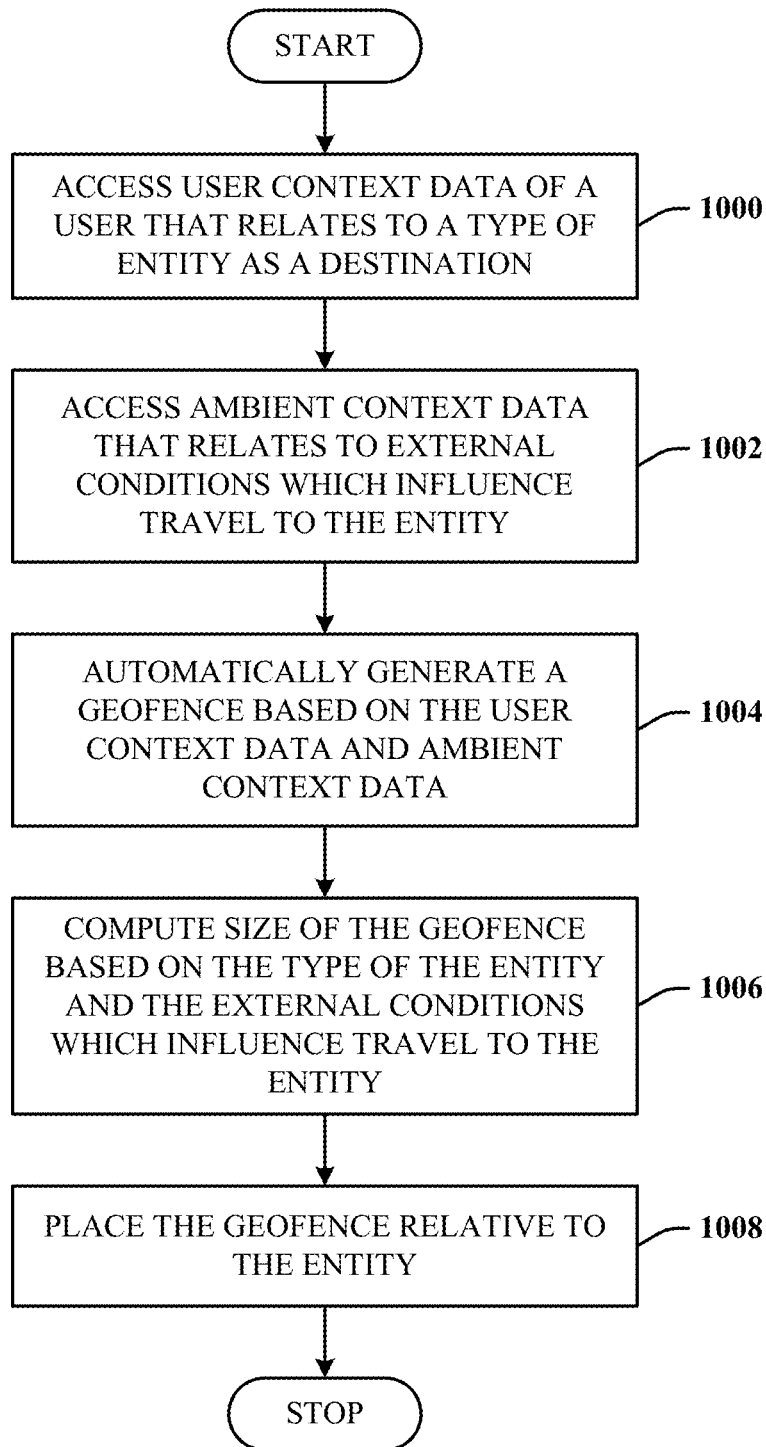 START
ACCESS USER CONTEXT DATA OF A
USER THAT RELATES TO A TYPE OF
ENTITY AS A DESTINATION
1000
ACCESS AMBIENT CONTEXT DATA
THAT RELATES TO EXTERNAL
CONDITIONS WHICH INFLUENCE
TRAVEL TO THE ENTITY
1002
AUTOMATICALLY GENERATE A
GEOFENCE BASED ON THE USER
CONTEXT DATA AND AMBIENT
CONTEXT DATA
1004
COMPUTE SIZE OF THE GEOFENCE
BASED ON THE TYPE OF THE ENTITY
AND THE EXTERNAL CONDITIONS
WHICH INFLUENCE TRAVEL TO THE
ENTITY
1006
PLACE THE GEOFENCE RELATIVE TO
THE ENTITY
1008
STOP